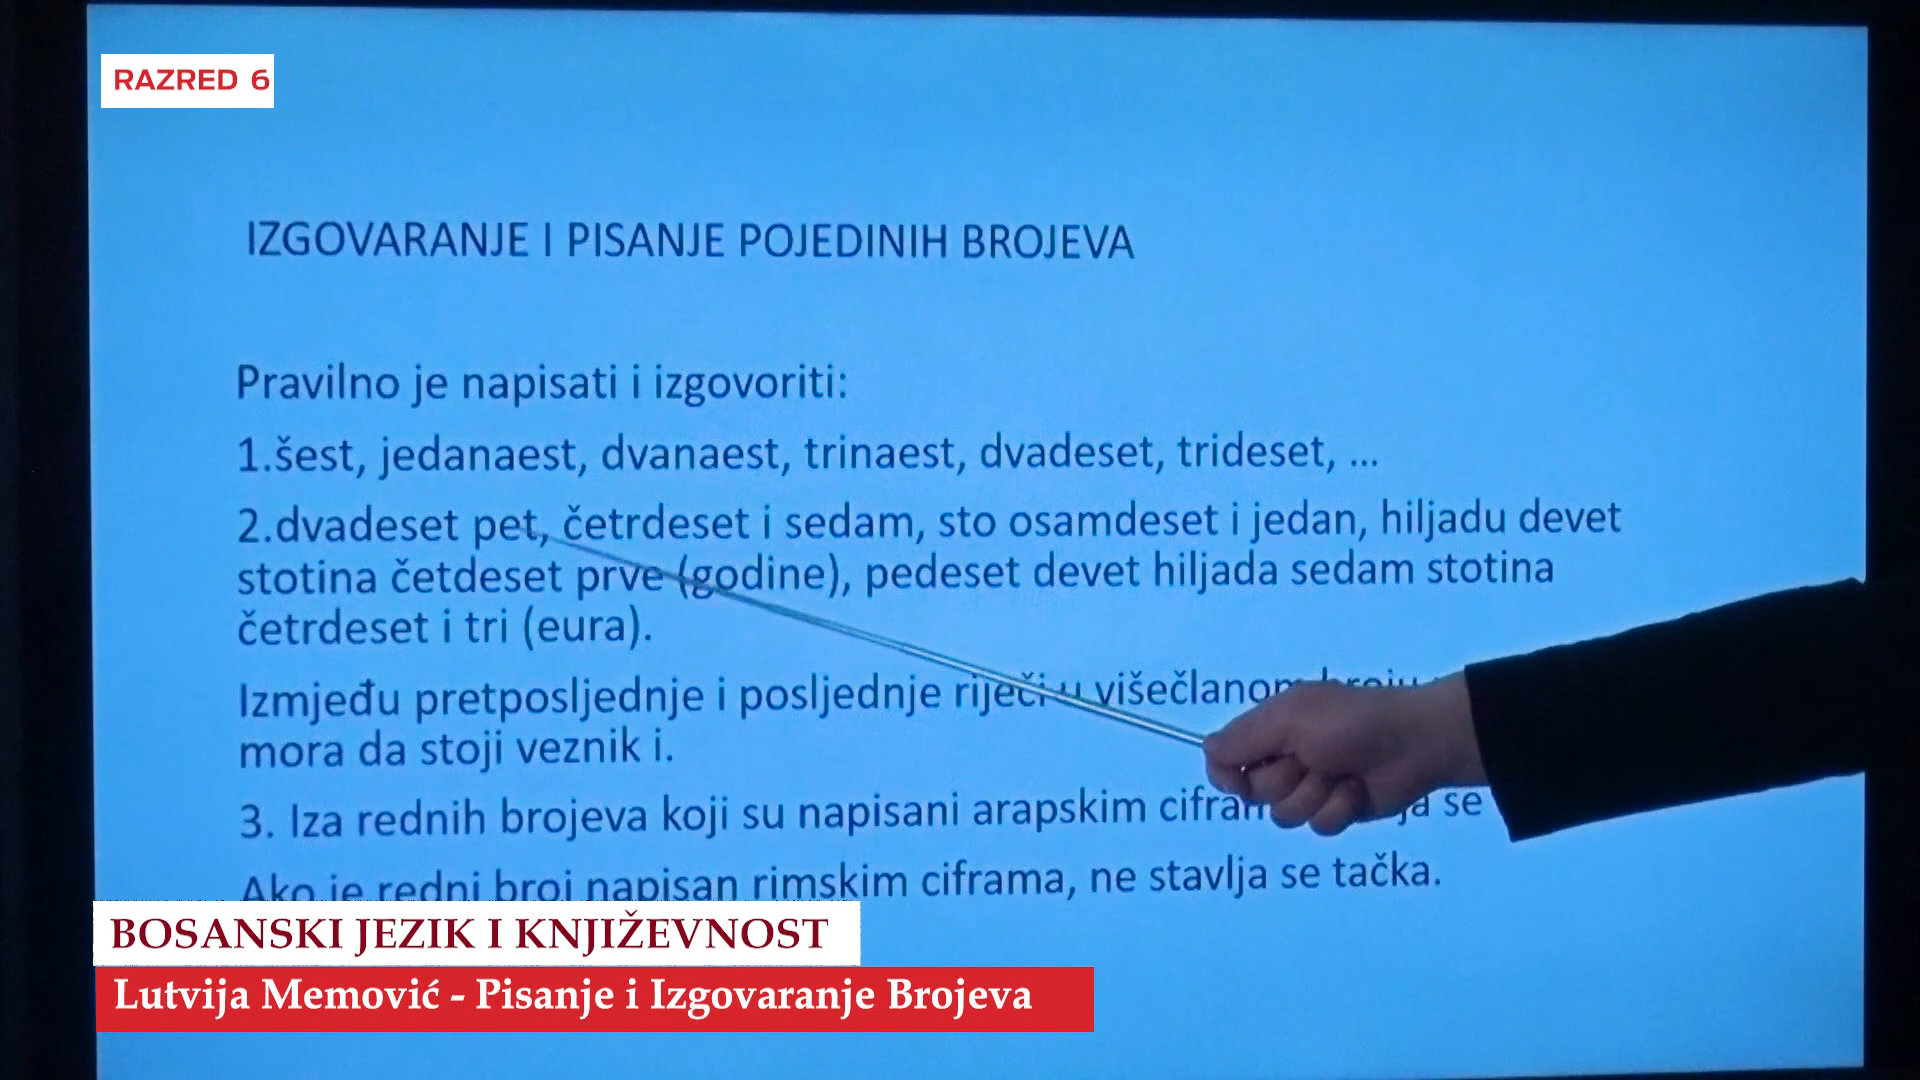 RAZRED 6
IZGOVARANJE I PISANJE POJEDINIH BROJEVA
Pravilno je napisati i izgovoriti:
1.šest, jedanaest, dvanaest, trinaest, dvadeset, trideset, ...
2.dvadeset pet, četrdeset i sedam, sto osamdeset i jedan, hiljadu devet
stotina četdeset prve (godine), pedeset devet hiljada sedam stotina
četrdeset i tri (eura).
Izmjeđu pretposljednje i posljednje riječi u višečlanom broju
mora da stoji veznik i.
3. Iza rednih brojeva koji su napisani arapskim se
Ako je redni broj napisan rimskim ciframa, ne stavlja se tačka.
BOSANSKI JEZIK I KNJIŽEVNOST
Lutvija Memović - Pisanje i Izgovaranje Brojeva